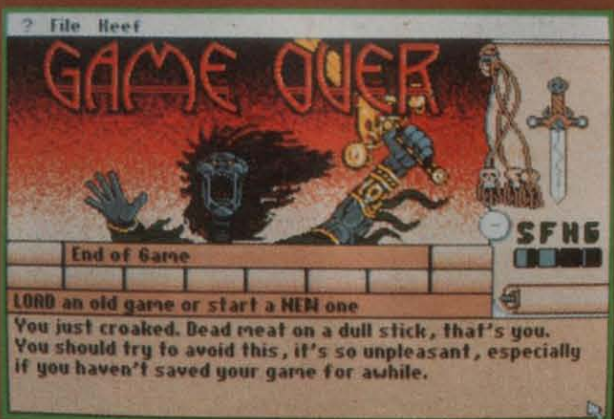 ? File Heef
GAME OVER
SFHG
End of Game
LOAD an old game or start a NEW one
You just croaked. Dead meat on a dull stick, that's you.
You should try to avoid this, it's so unpleasant, especially
if you haven't saved your game for awhile.